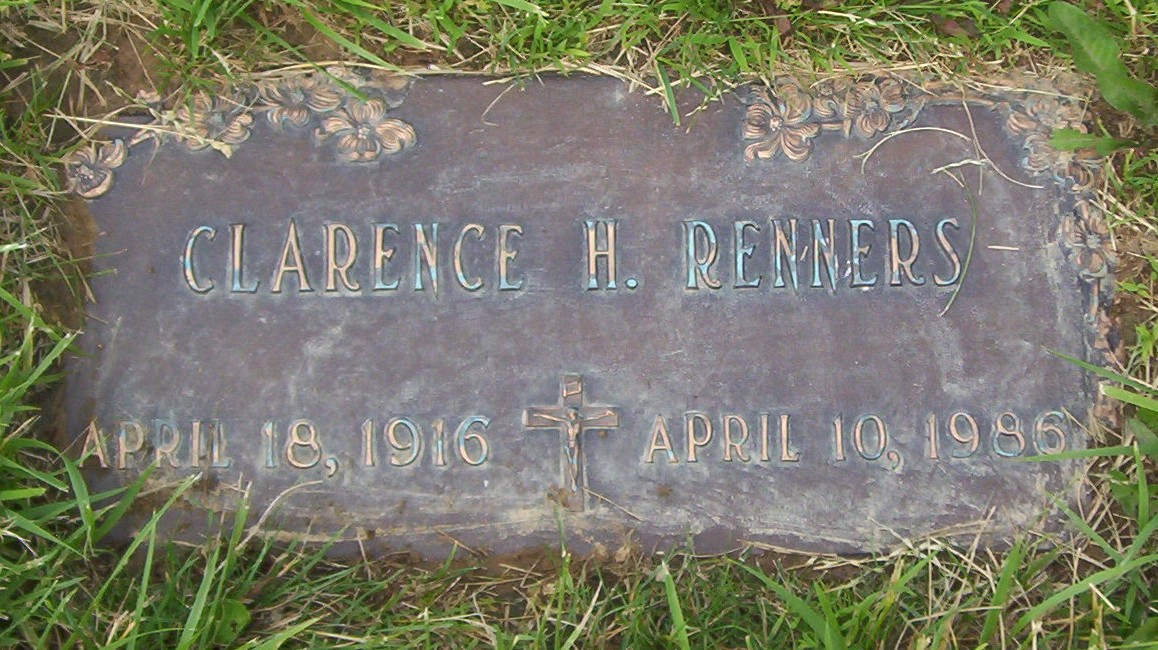 CLARENCE H. RENNERS
APRIL 18, 1916 APRIL 10, 1986